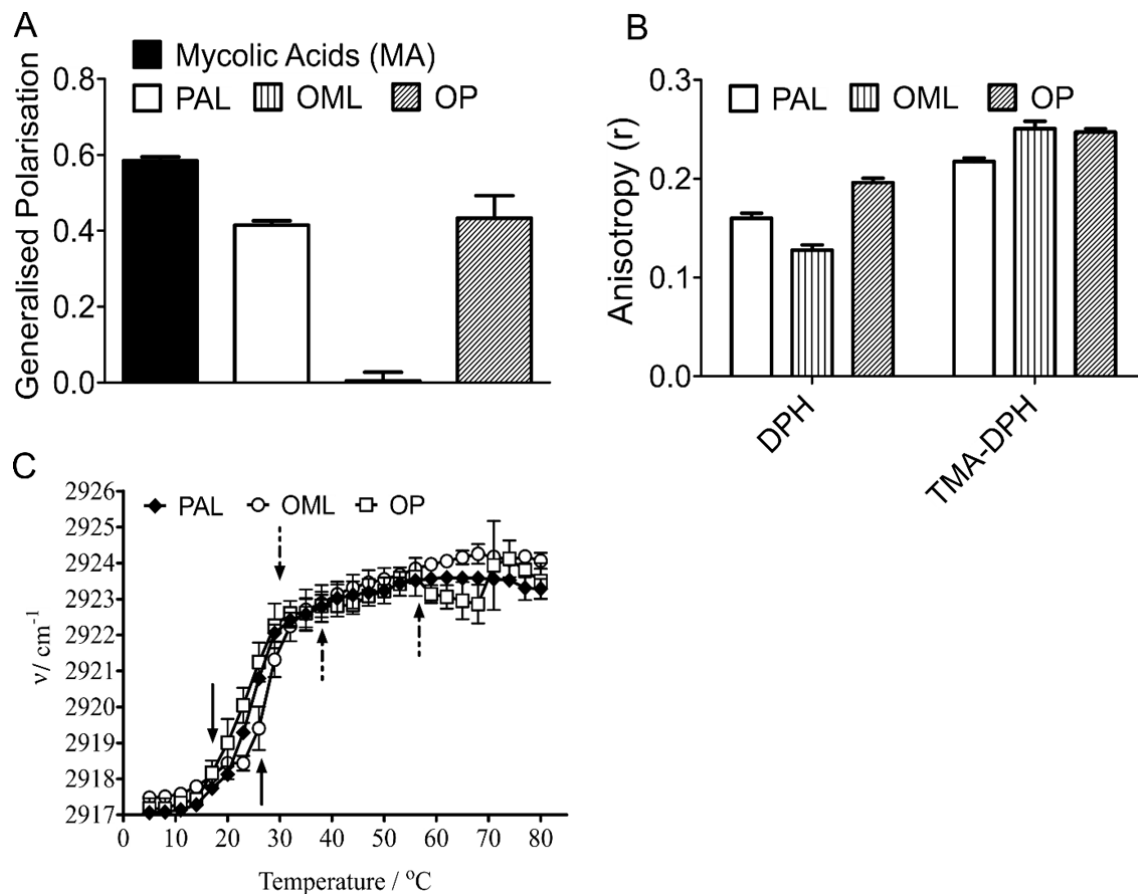 A
Mycolic Acids (MA)
PAL OML OP
Generalised Polarisation
0.8
0.6
0.4
0.2
0.0
B
PAL OML OP
Anisotropy (r)
0.3
0.2
0.1
0.0
DPH
TMA-DPH
C
PAL OML OP
ν/ cm-1
2926
2925
2924
2923
2922
2921
2920
2919
2918
2917
0 10 20 30 40 50 60 70 80
Temperature / °C